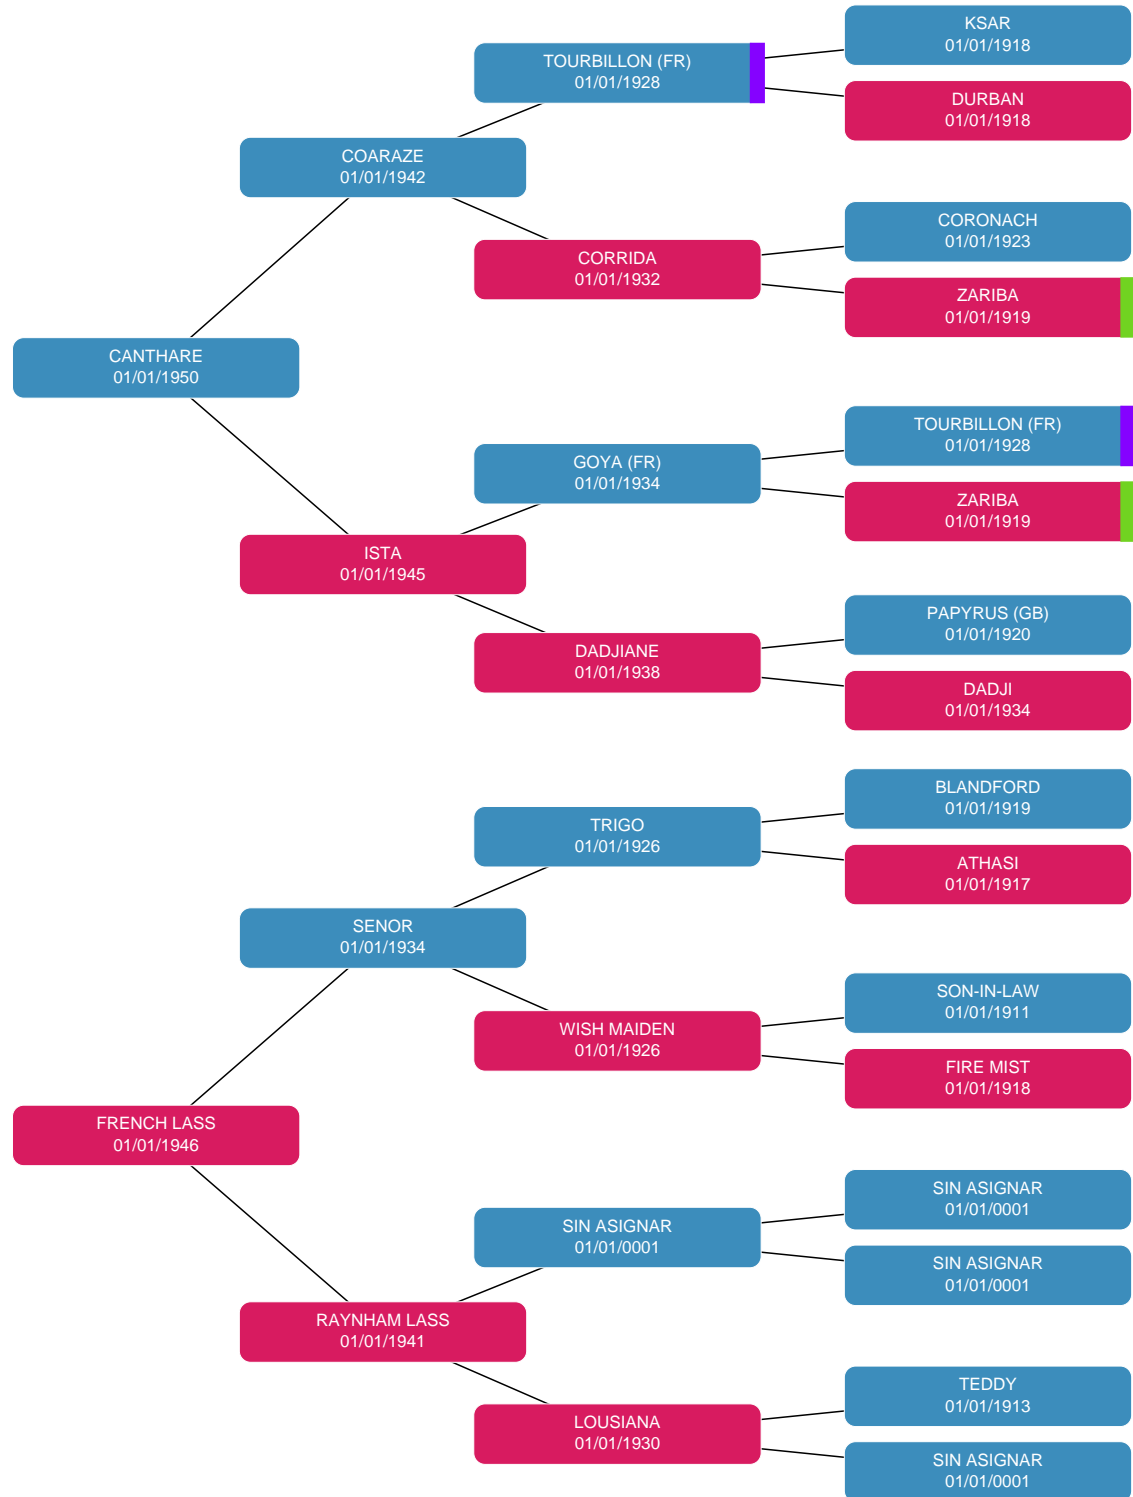 KSAR
01/01/1918
TOURBILLON (FR)
01/01/1928
DURBAN
01/01/1918
COARAZE
01/01/1942
CORONACH
01/01/1923
CORRIDA
01/01/1932
ZARIBA
01/01/1919
CANTHARE
01/01/1950
TOURBILLON (FR)
01/01/1928
GOYA (FR)
01/01/1934
ZARIBA
01/01/1919
ISTA
01/01/1945
PAPYRUS (GB)
01/01/1920
DADJIANE
01/01/1938
DADJI
01/01/1934
BLANDFORD
01/01/1919
TRIGO
01/01/1926
ATHASI
01/01/1917
SENOR
01/01/1934
SON-IN-LAW
01/01/1911
WISH MAIDEN
01/01/1926
FIRE MIST
01/01/1918
FRENCH LASS
01/01/1946
SIN ASIGNAR
01/01/0001
SIN ASIGNAR
01/01/0001
SIN ASIGNAR
01/01/0001
RAYNHAM LASS
01/01/1941
TEDDY
01/01/1913
LOUSIANA
01/01/1930
SIN ASIGNAR
01/01/0001